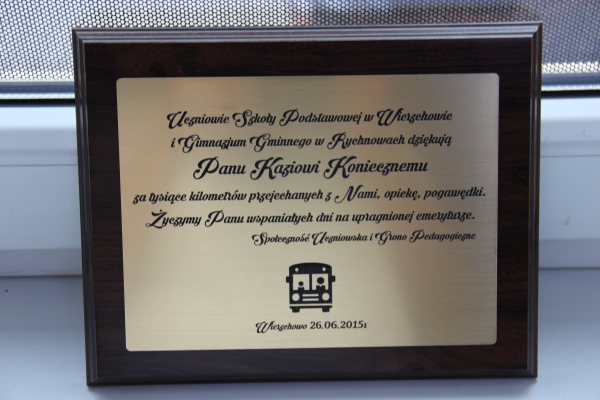 Uczniowie Szkoły Podstawowej w Wierzchowie
i Gimnazjum Gminnego w Rychnowach dziękują
Panu Kaziowi Koniecznemu
za tysiące kilometrów przejechanych z Nami, opiekę, pogawędki.
Życzymy Panu wspaniałych dni na upragnionej emeryturze.
Społeczność Uczniowska i Grono Pedagogiczne
Wierzchowo 26.06.2015r